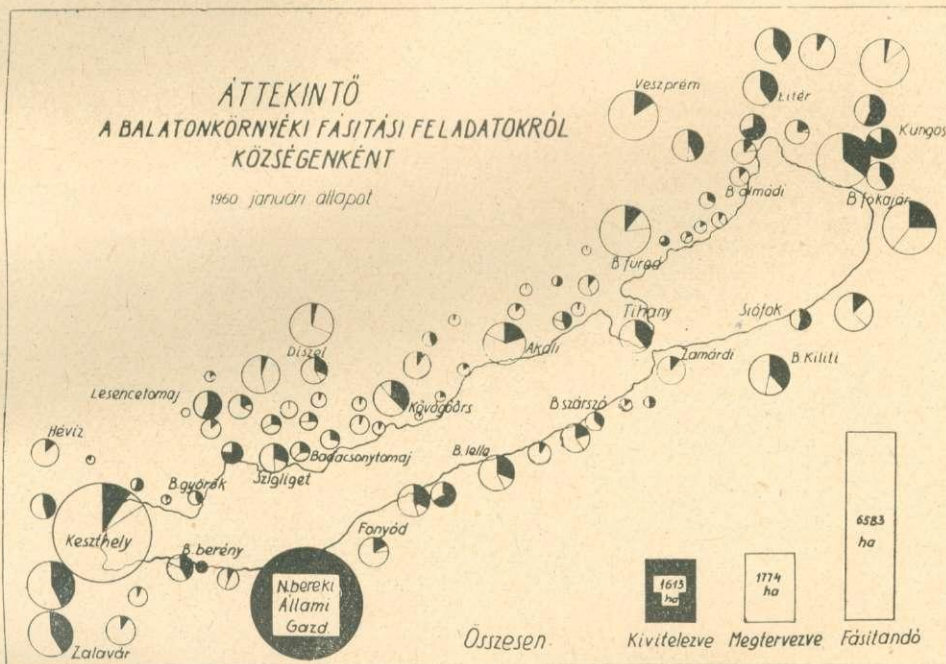 ÁTTEKINTŐ
A BALATONKÖRNYÉKI FÁSITÁSI FELADATOKRÓL
KÖZSÉGENKÉNT
1960 januári állapot
Veszprém
Litér
Kungos
B almádi
B fokajár
B füred
Tihany
Siófok
Zamárdi
B. Kiliti
Diszel
Akali
Lesencetomaj
Kővágóörs
B. szárszó
Hévíz
Badacsonytomaj
Szigliget
B. lelle
B. györök
Keszthely
Fonyód
B. berény
N. bereki
Állami
Gazd.
Zalavár
Összesen
1613
ha
1774
ha
6583
ha
Kivitelezve
Megtervezve
Fásitandó